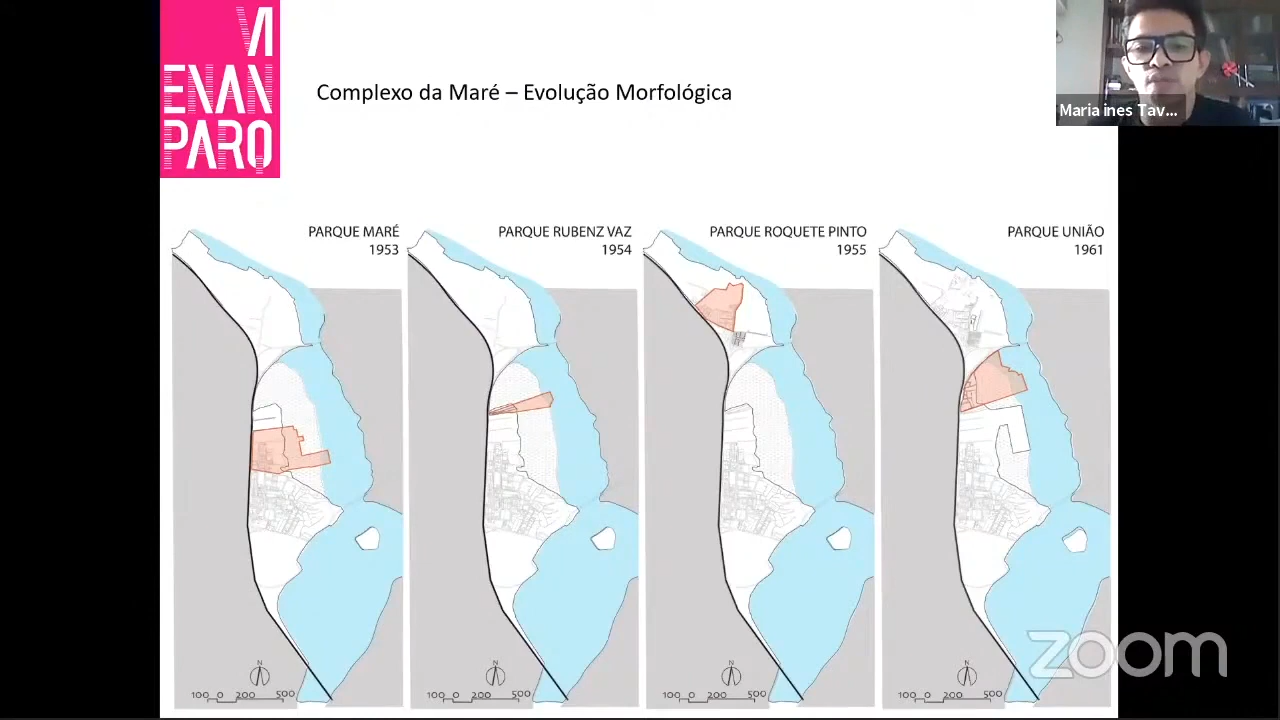 VI
ENAN
PARQ
Complexo da Maré – Evolução Morfológica
Maria ines Tav...
PARQUE MARÉ
1953
PARQUE RUBENZ VAZ
1954
PARQUE ROQUETE PINTO
1955
PARQUE UNIÃO
1961
N
100 0 200 500
N
100 0 200 500
N
100 0 200 500
N
100 0 200 500
zoom